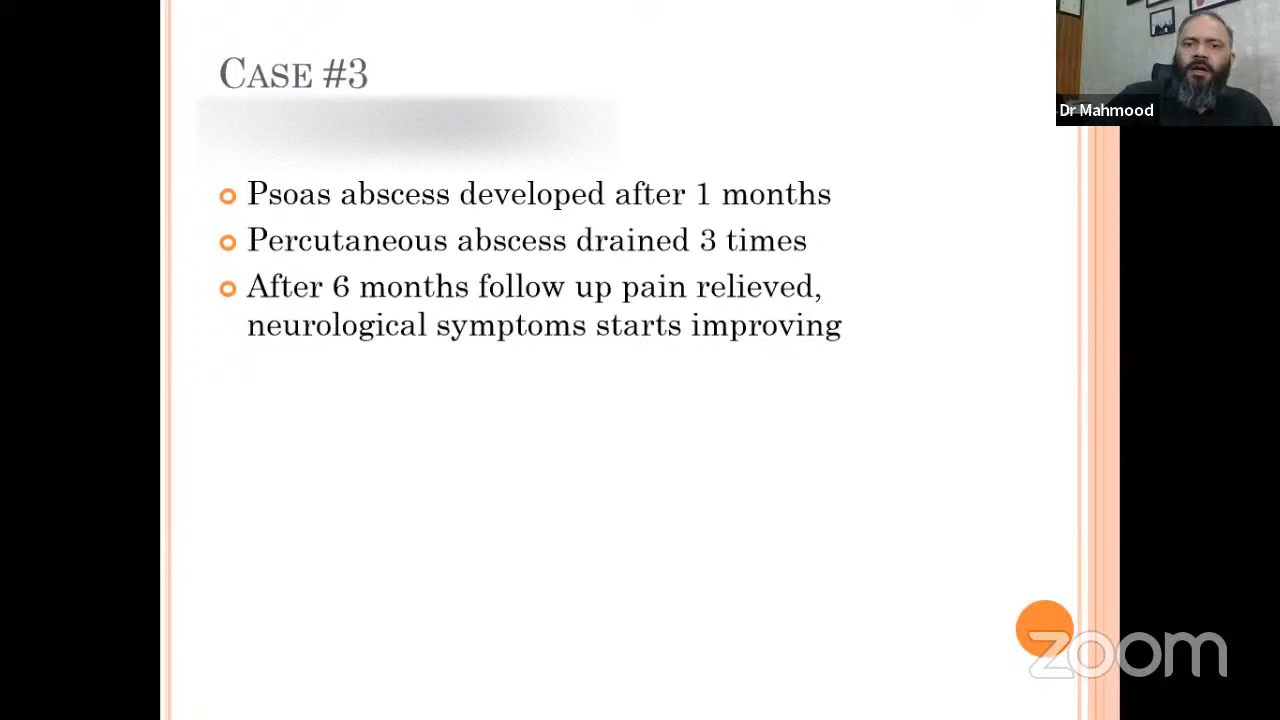 CASE #3
Psoas abscess developed after 1 months
Percutaneous abscess drained 3 times
After 6 months follow up pain relieved,
neurological symptoms starts improving
Dr Mahmood
zoom